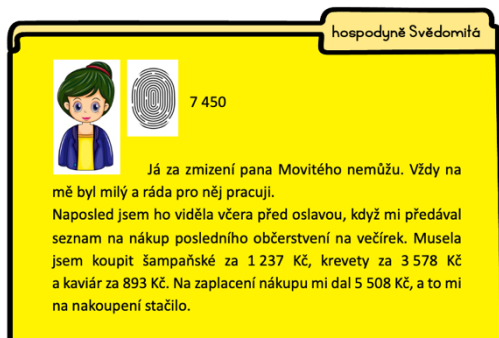 hospodyně Svědomitá
7 450
Já za zmizení pana Movitého nemůžu. Vždy na
mě byl milý a ráda pro něj pracuji.
Naposled jsem ho viděla včera před oslavou, když mi předával
seznam na nákup posledního občerstvení na večírek. Musela
jsem koupit šampaňské za 1 237 Kč, krevety za 3 578 Kč
a kaviár za 893 Kč. Na zaplacení nákupu mi dal 5 508 Kč, a to mi
na nakoupení stačilo.